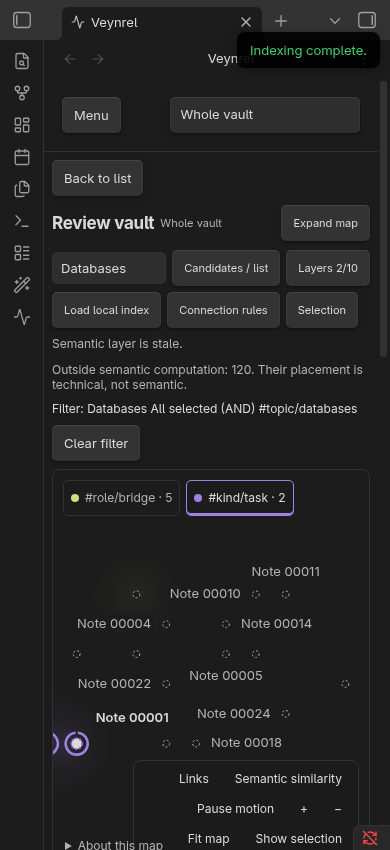 Veynrel
Indexing complete.
Veynre
Menu
Whole vault
Back to list
Review vault Whole vault
Expand map
Databases
Candidates / list
Layers 2/10
Load local index
Connection rules
Selection
Semantic layer is stale.
Outside semantic computation: 120. Their placement is
technical, not semantic.
Filter: Databases All selected (AND) #topic/databases
Clear filter
#role/bridge · 5
#kind/task · 2
Note 00011
Note 00010
Note 00004
Note 00014
Note 00005
Note 00022
Note 00001
Note 00024
Note 00018
Links
Semantic similarity
Pause motion
+
−
Fit map
Show selection
About this map